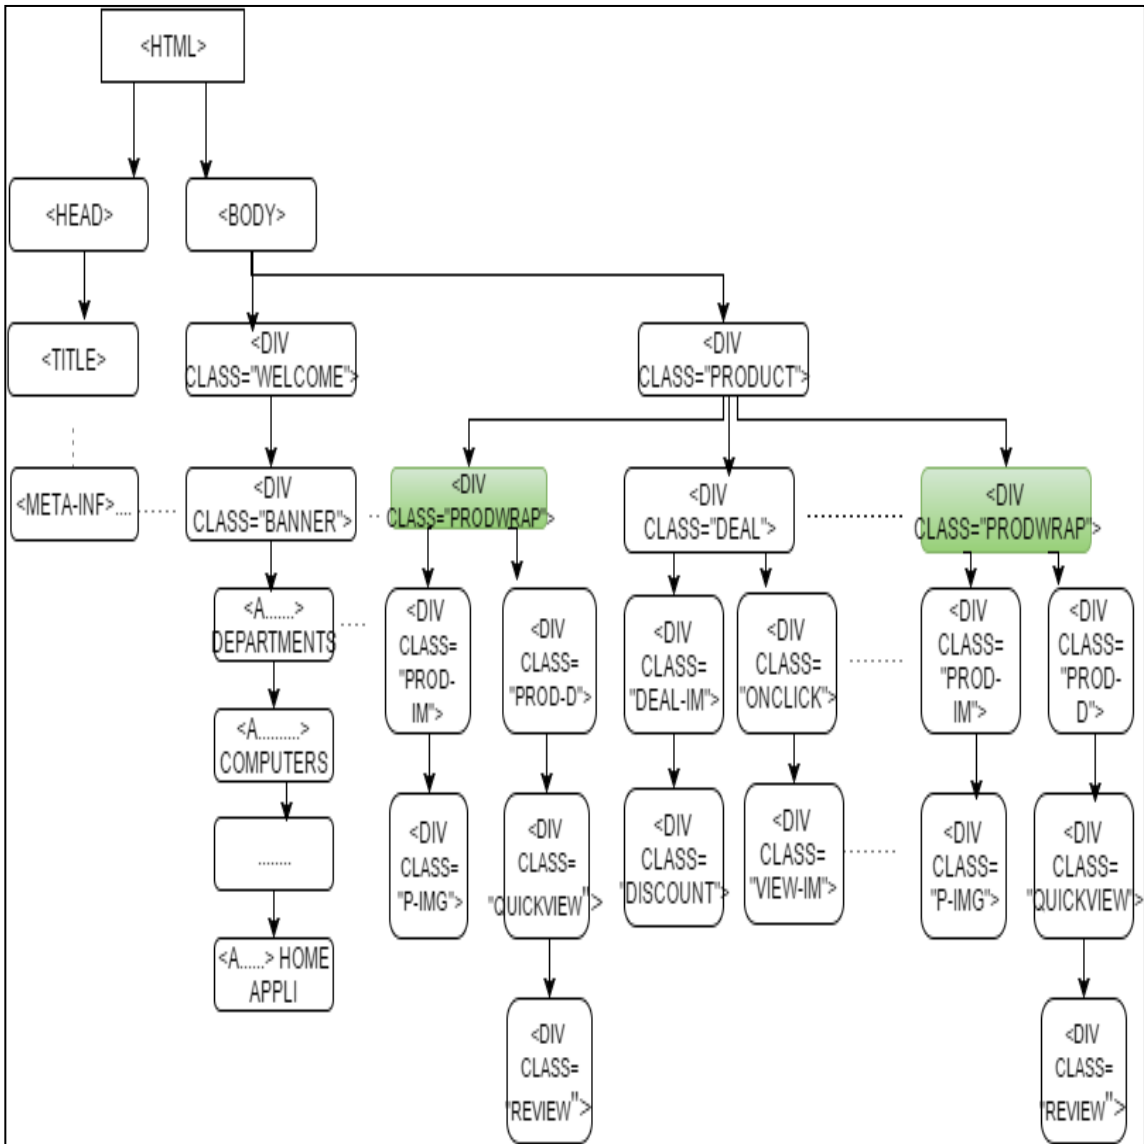 <HTML>
<HEAD>
<BODY>
<TITLE>
<DIV
CLASS="WELCOME">
<DIV
CLASS="PRODUCT">
<META-INF>....
<DIV
CLASS="BANNER">
<DIV
CLASS="PRODWRAP">
<DIV
CLASS="DEAL">
<DIV
CLASS="PRODWRAP">
<A.......>
DEPARTMENTS
<DIV
CLASS=
"PROD-
IM">
<DIV
CLASS=
"PROD-D">
<DIV
CLASS=
"DEAL-IM">
<DIV
CLASS=
"ONCLICK">
<DIV
CLASS=
"PROD-
IM">
<DIV
CLASS=
"PROD-
D">
<A..........>
COMPUTERS
........
<A......> HOME
APPLI
<DIV
CLASS=
"P-IMG">
<DIV
CLASS=
"QUICKVIEW">
<DIV
CLASS=
"DISCOUNT">
<DIV
CLASS=
"VIEW-IM">
<DIV
CLASS=
"P-IMG">
<DIV
CLASS=
"QUICKVIEW">
<DIV
CLASS=
"REVIEW">
<DIV
CLASS=
"REVIEW">